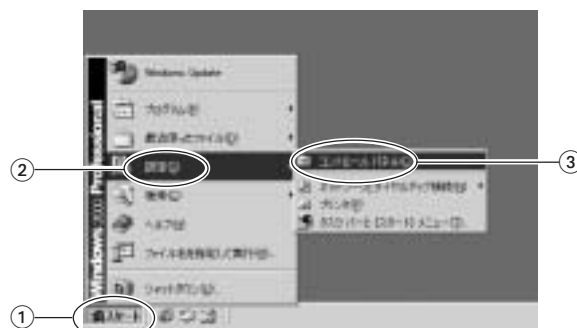 Windows Update
プログラム(P)
最近使ったファイル(D)
② 設定(S)
コントロール パネル(C) ③
ネットワークとダイヤルアップ接続(N)
プリンタ(P)
タスク バーと [スタート] メニュー(T)...
検索(C)
ヘルプ(H)
ファイル名を指定して実行(R)...
シャットダウン(U)...
Windows 2000 Professional
① スタート